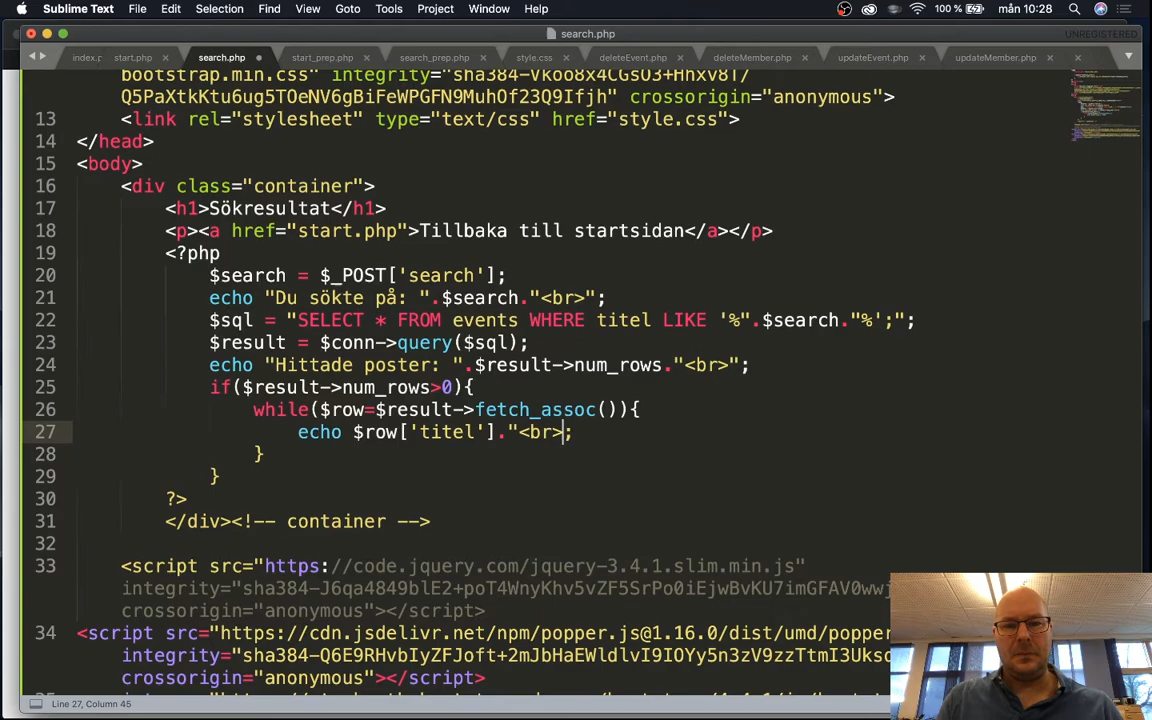 Sublime Text File Edit Selection Find View Goto Tools Project Window Help 100 % mån 10:28
search.php UNREGISTERED
index.p start.php search.php start_prep.php search_prep.php style.css deleteEvent.php deleteMember.php updateEvent.php updateMember.php
bootstrap.min.css" integrity="sha384-Vkoo8x4CGsO3+Hhxv8T/
Q5PaXtkKtu6ug5TOeNV6gBiFeWPGFN9MuhOf23Q9Ifjh" crossorigin="anonymous">
13 <link rel="stylesheet" type="text/css" href="style.css">
14 </head>
15 <body>
16 <div class="container">
17 <h1>Sökresultat</h1>
18 <p><a href="start.php">Tillbaka till startsidan</a></p>
19 <?php
20 $search = $_POST['search'];
21 echo "Du sökte på: ".$search."<br>";
22 $sql = "SELECT * FROM events WHERE titel LIKE '%".$search."%';";
23 $result = $conn->query($sql);
24 echo "Hittade poster: ".$result->num_rows."<br>";
25 if($result->num_rows>0){
26 while($row=$result->fetch_assoc()){
27 echo $row['titel']."<br>;
28 }
29 }
30 ?>
31 </div><!-- container -->
32
33 <script src="https://code.jquery.com/jquery-3.4.1.slim.min.js"
integrity="sha384-J6qa4849blE2+poT4WnyKhv5vZF5SrPo0iEjwBvKU7imGFAV0wwj
crossorigin="anonymous"></script>
34 <script src="https://cdn.jsdelivr.net/npm/popper.js@1.16.0/dist/umd/popper
integrity="sha384-Q6E9RHvbIyZFJoft+2mJbHaEWldlvI9IOYy5n3zV9zzTtmI3Uksd
crossorigin="anonymous"></script>
Line 27, Column 45